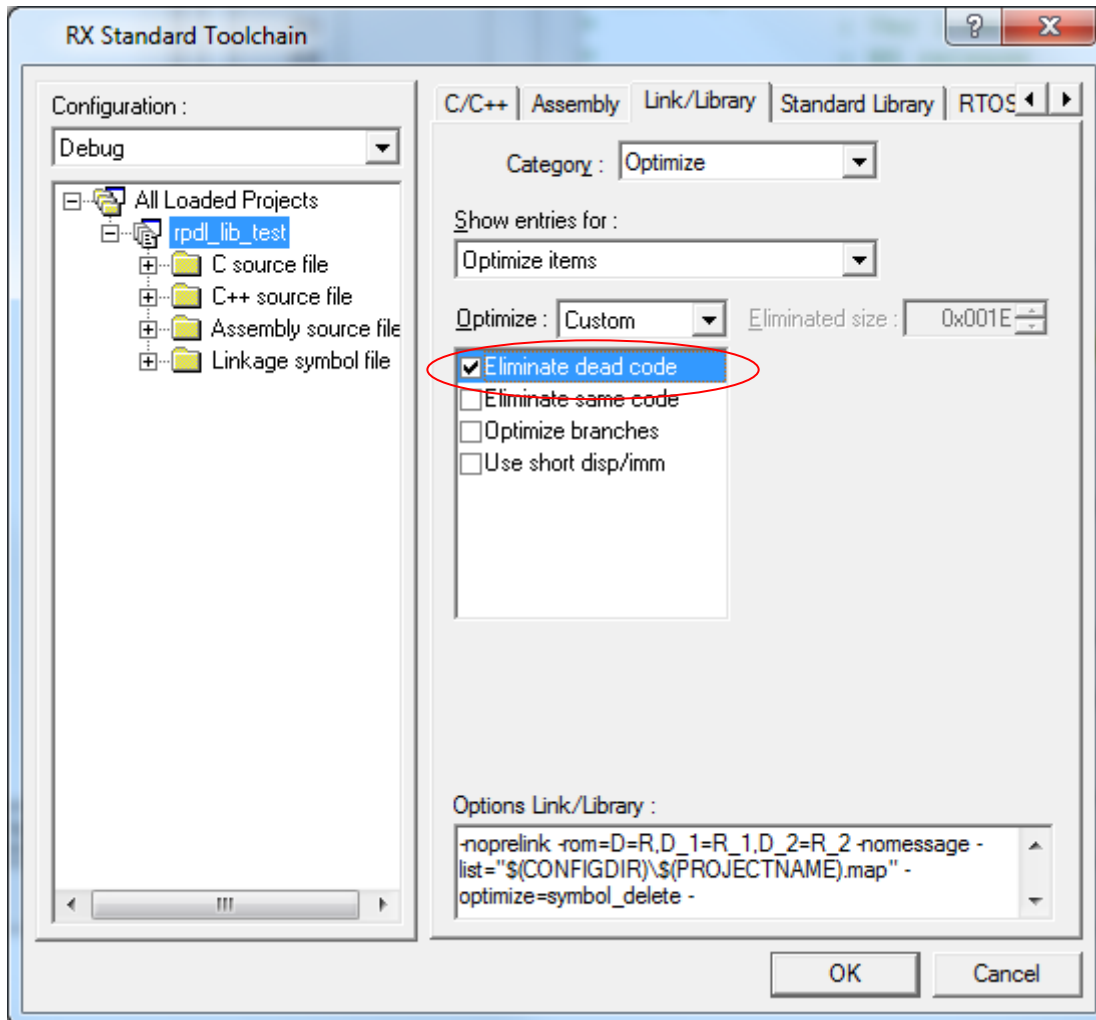 RX Standard Toolchain
Configuration :
Debug
All Loaded Projects
rpdl_lib_test
C source file
C++ source file
Assembly source file
Linkage symbol file
C/C++ Assembly Link/Library Standard Library RTOS
Category : Optimize
Show entries for :
Optimize items
Optimize : Custom Eliminated size : 0x001E
Eliminate dead code
Eliminate same code
Optimize branches
Use short disp/imm
Options Link/Library :
-noprelink -rom=D=R,D_1=R_1,D_2=R_2 -nomessage -
list="$(CONFIGDIR)\$(PROJECTNAME).map" -
optimize=symbol_delete -
OK Cancel